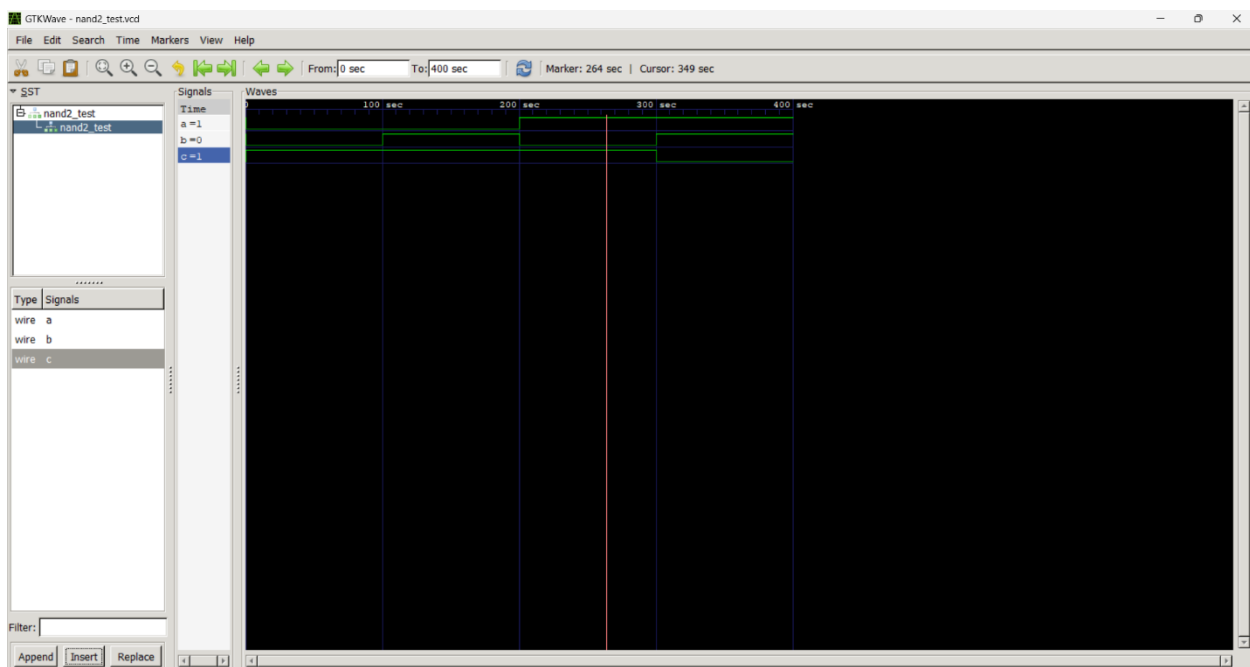 GTKWave - nand2_test.vcd
File Edit Search Time Markers View Help
From: 0 sec To: 400 sec Marker: 264 sec | Cursor: 349 sec
SST
nand2_test
nand2_test
Type Signals
wire a
wire b
wire c
Filter:
Append Insert Replace
Signals
Time
a =1
b =0
c =1
Waves
100 sec 200 sec 300 sec 400 sec